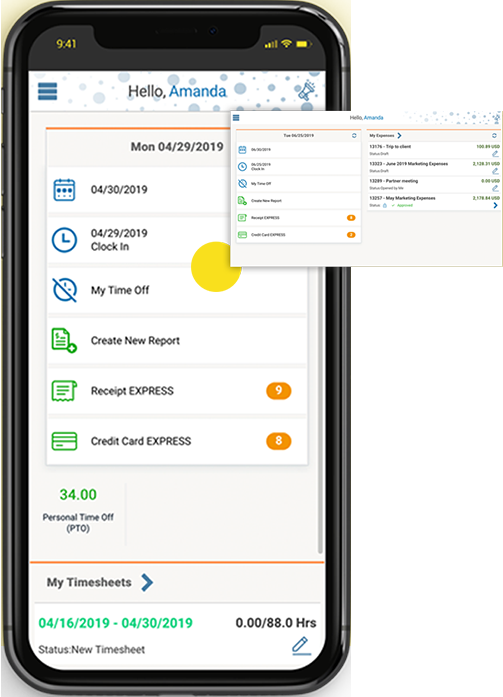 9:41
Hello, Amanda
Mon 04/29/2019
04/30/2019
04/29/2019
Clock In
My Time Off
Create New Report
Receipt EXPRESS
9
Credit Card EXPRESS
8
34.00
Personal Time Off
(PTO)
My Timesheets
04/16/2019 - 04/30/2019
0.00/88.0 Hrs
Status:New Timesheet
Hello, Amanda
Tue 06/25/2019
06/30/2019
06/25/2019
Clock In
My Time Off
Create New Report
Receipt EXPRESS
Credit Card EXPRESS
My Expenses
13176 - Trip to client
100.89 USD
Status:Draft
13323 - June 2019 Marketing Expenses
2,128.31 USD
Status:Draft
13289 - Partner meeting
0.00 USD
Status:Opened by Me
13257 - May Marketing Expenses
2,178.84 USD
Status:
Approved